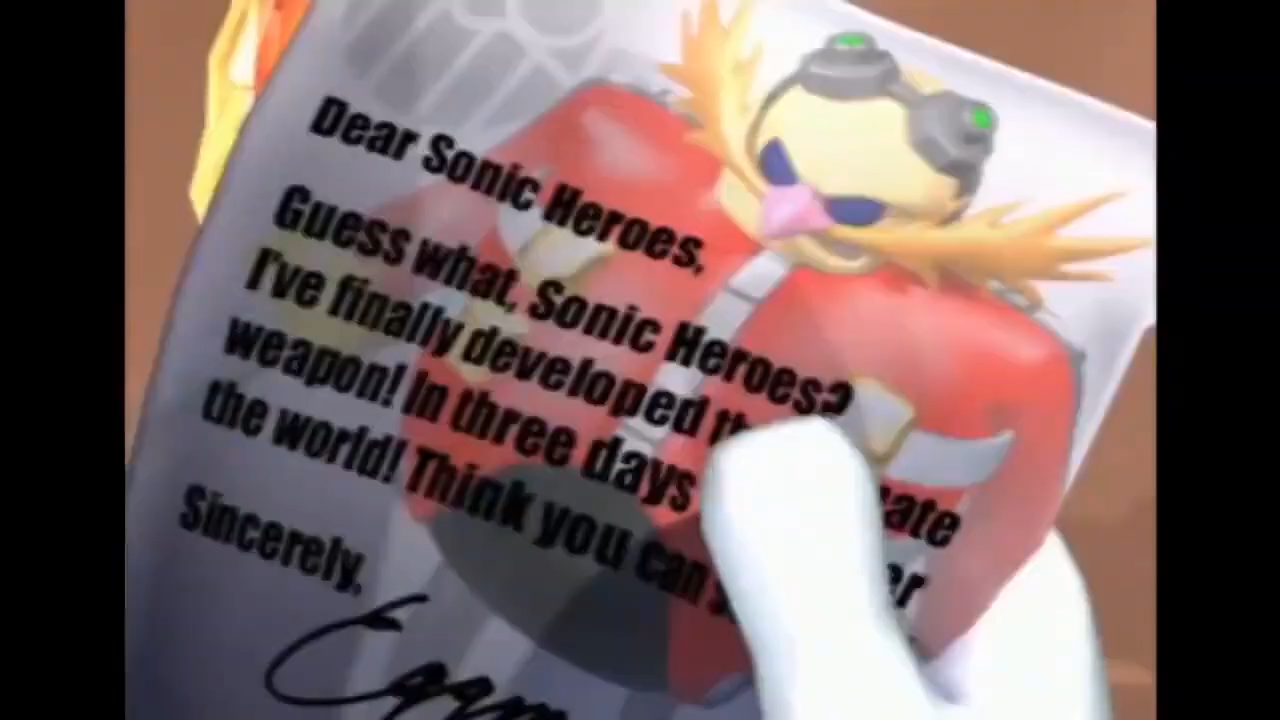 Dear Sonic Heroes,
Guess what, Sonic Heroes?
I've finally developed
weapon! In three days
the world! Think you can
Sincerely,